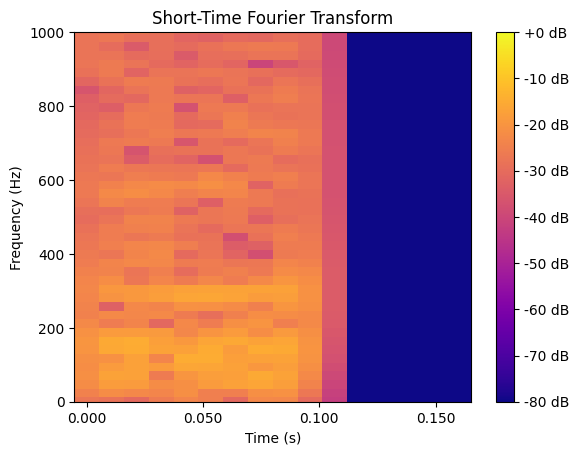 Short-Time Fourier Transform
1000
800
600
400
200
0
Frequency (Hz)
0.000
0.050
0.100
0.150
Time (s)
+0 dB
-10 dB
-20 dB
-30 dB
-40 dB
-50 dB
-60 dB
-70 dB
-80 dB